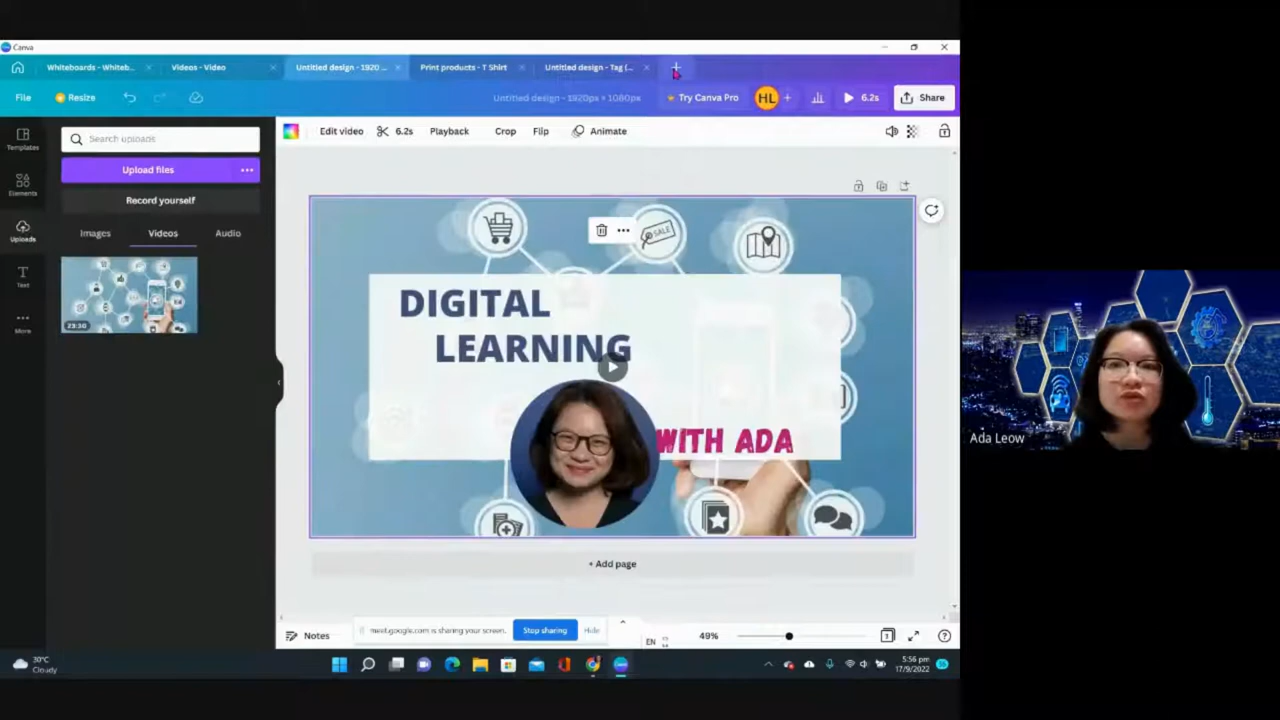 Canva
Whiteboards - Whiteb...
Videos - Video
Untitled design - 1920 ...
Print products - T Shirt
Untitled design - Tag (...
File
Resize
Untitled design - 1920px × 1080px
Try Canva Pro
HL
6.2s
Share
Templates
Search uploads
Edit video
6.2s
Playback
Crop
Flip
Animate
Upload files
Elements
Record yourself
Uploads
Images
Videos
Audio
SALE
Text
23:30
More
DIGITAL
LEARNING
WITH ADA
Ada Leow
+ Add page
Notes
meet.google.com is sharing your screen.
Stop sharing
Hide
EN
49%
30°C
Cloudy
5:56 pm
17/9/2022